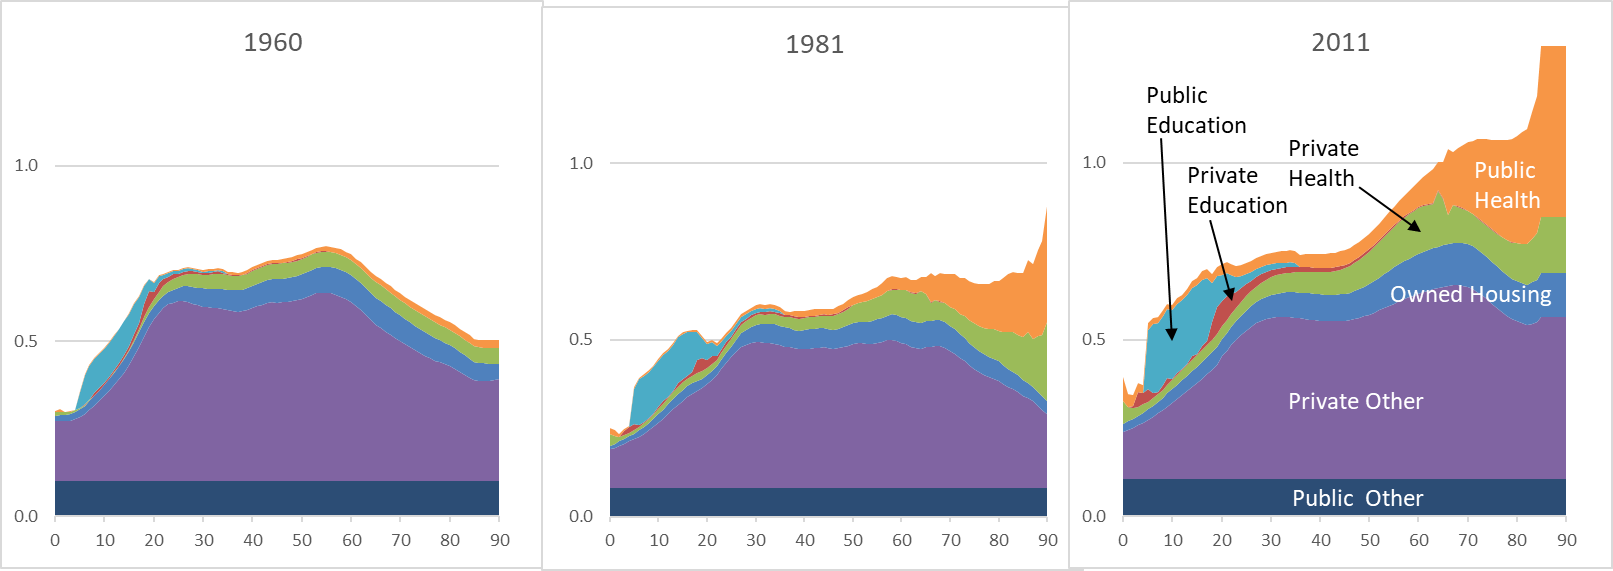 1960
1.0
0.5
0.0
0 10 20 30 40 50 60 70 80 90
1981
1.0
0.5
0.0
0 10 20 30 40 50 60 70 80 90
2011
Public
Education
Private
Health
Private
Education
Public
Health
Owned Housing
Private Other
Public Other
1.0
0.5
0.0
0 10 20 30 40 50 60 70 80 90